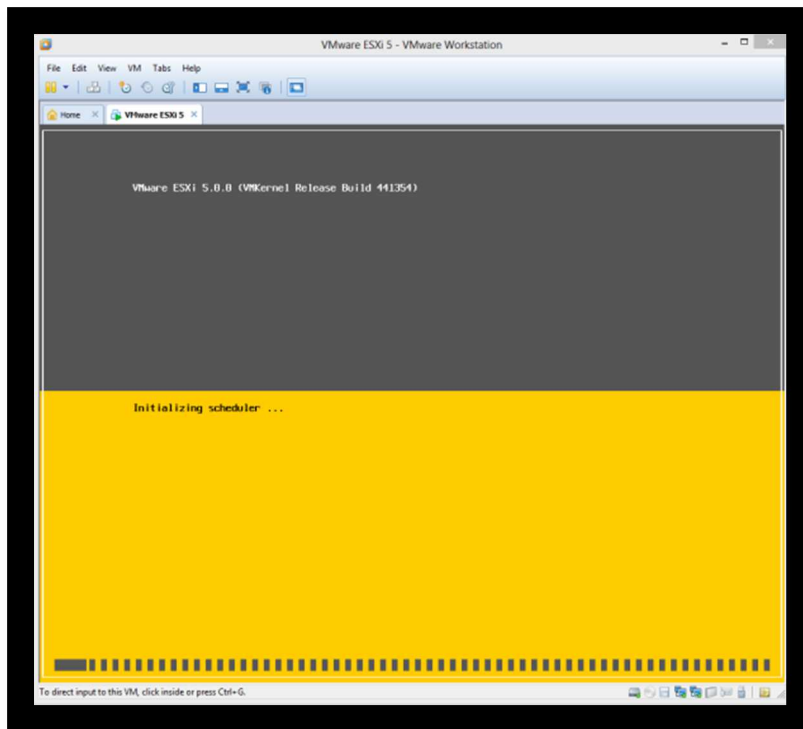 VMware ESXi 5 - VMware Workstation
File Edit View VM Tabs Help
Home VMware ESXi 5
VMware ESXi 5.0.0 (VMKernel Release Build 441354)
Initializing scheduler ...
To direct input to this VM, click inside or press Ctrl+G.